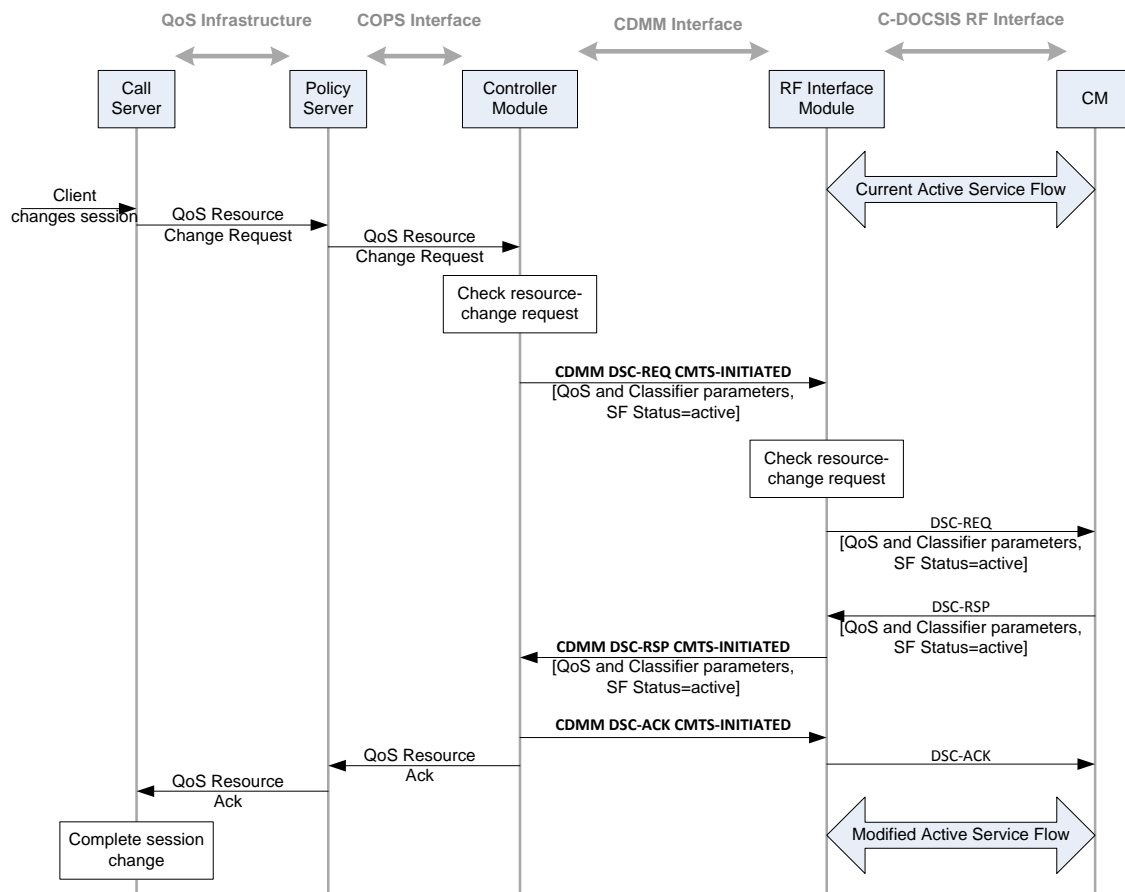 QoS Infrastructure
COPS Interface
CDMM Interface
C-DOCSIS RF Interface
Call
Server
Policy
Server
Controller
Module
RF Interface
Module
CM
Current Active Service Flow
Client
changes session
QoS Resource
Change Request
QoS Resource
Change Request
Check resource-
change request
CDMM DSC-REQ CMTS-INITIATED
[QoS and Classifier parameters,
SF Status=active]
Check resource-
change request
DSC-REQ
[QoS and Classifier parameters,
SF Status=active]
DSC-RSP
[QoS and Classifier parameters,
SF Status=active]
CDMM DSC-RSP CMTS-INITIATED
[QoS and Classifier parameters,
SF Status=active]
CDMM DSC-ACK CMTS-INITIATED
QoS Resource
Ack
DSC-ACK
QoS Resource
Ack
Complete session
change
Modified Active Service Flow